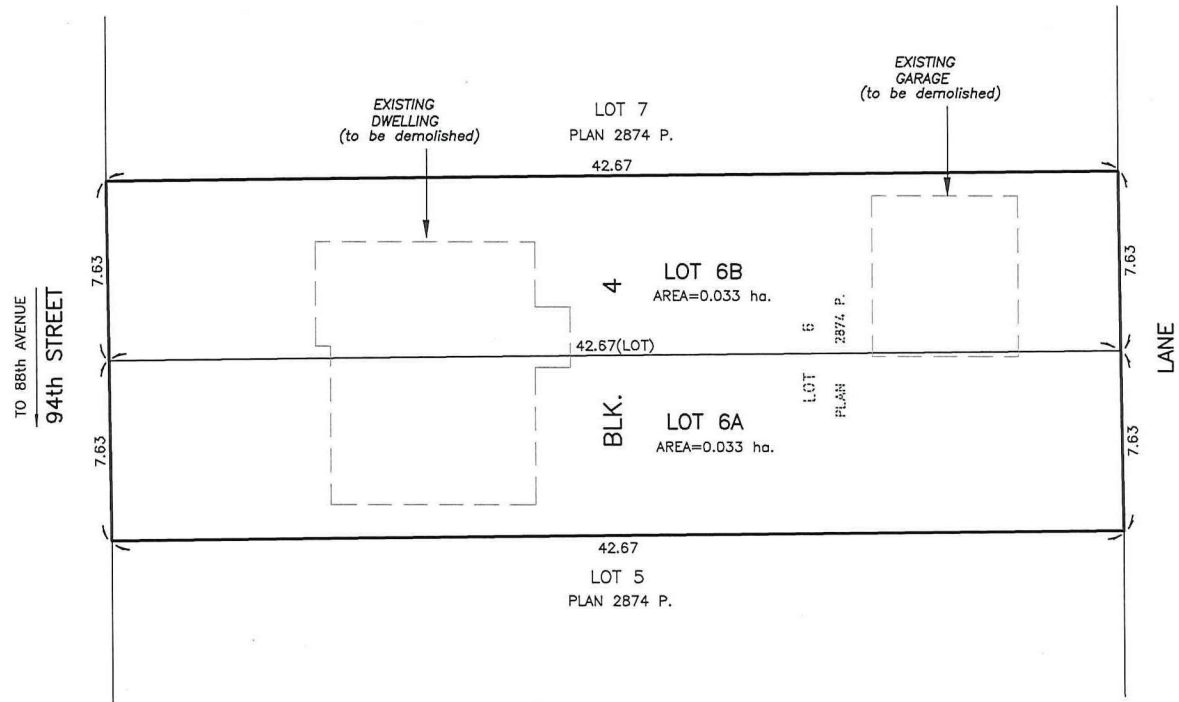 EXISTING
GARAGE
(to be demolished)
EXISTING
DWELLING
(to be demolished)
LOT 7
PLAN 2874 P.
42.67
7.63
7.63
4
LOT 6B
AREA=0.033 ha.
LOT 6
PLAN 2874 P.
TO 88th AVENUE
94th STREET
42.67(LOT)
LANE
BLK.
LOT 6A
AREA=0.033 ha.
7.63
7.63
42.67
LOT 5
PLAN 2874 P.